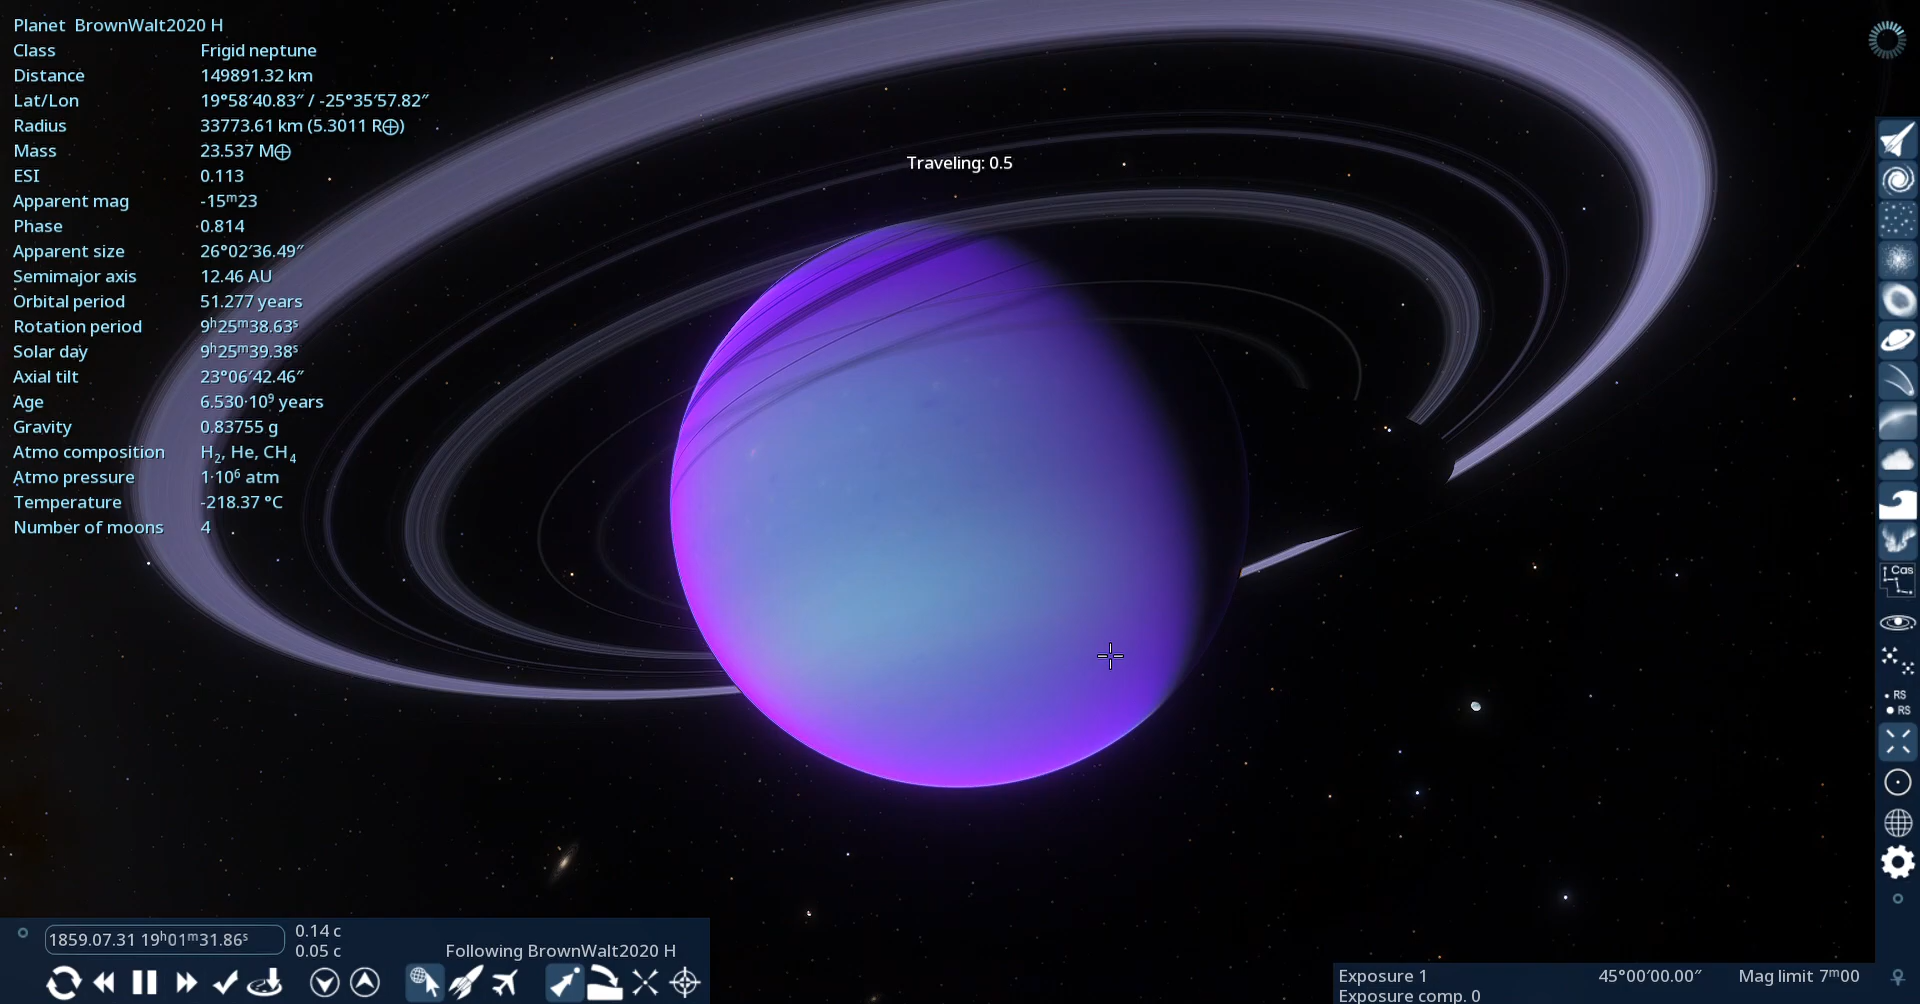 Planet BrownWalt2020 H
Class Frigid neptune
Distance 149891.32 km
Lat/Lon 19°58′40.83″ / -25°35′57.82″
Radius 33773.61 km (5.3011 R⊕)
Mass 23.537 M⊕
ESI 0.113
Apparent mag -15ᵐ23
Phase 0.814
Apparent size 26°02′36.49″
Semimajor axis 12.46 AU
Orbital period 51.277 years
Rotation period 9ʰ25ᵐ38.63ˢ
Solar day 9ʰ25ᵐ39.38ˢ
Axial tilt 23°06′42.46″
Age 6.530·10⁹ years
Gravity 0.83755 g
Atmo composition H₂, He, CH₄
Atmo pressure 1·10⁶ atm
Temperature -218.37 °C
Number of moons 4
Traveling: 0.5
Cas
RS
RS
1859.07.31 19ʰ01ᵐ31.86ˢ
0.14 c
0.05 c
Following BrownWalt2020 H
Exposure 1 45°00′00.00″ Mag limit 7ᵐ00
Exposure comp. 0